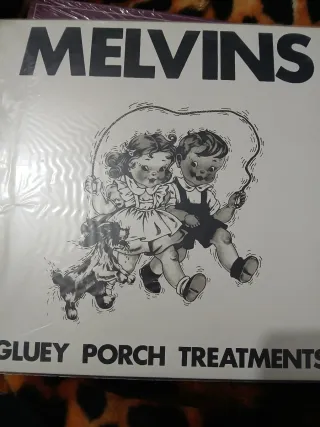 MELVINS
GLUEY PORCH TREATMENTS